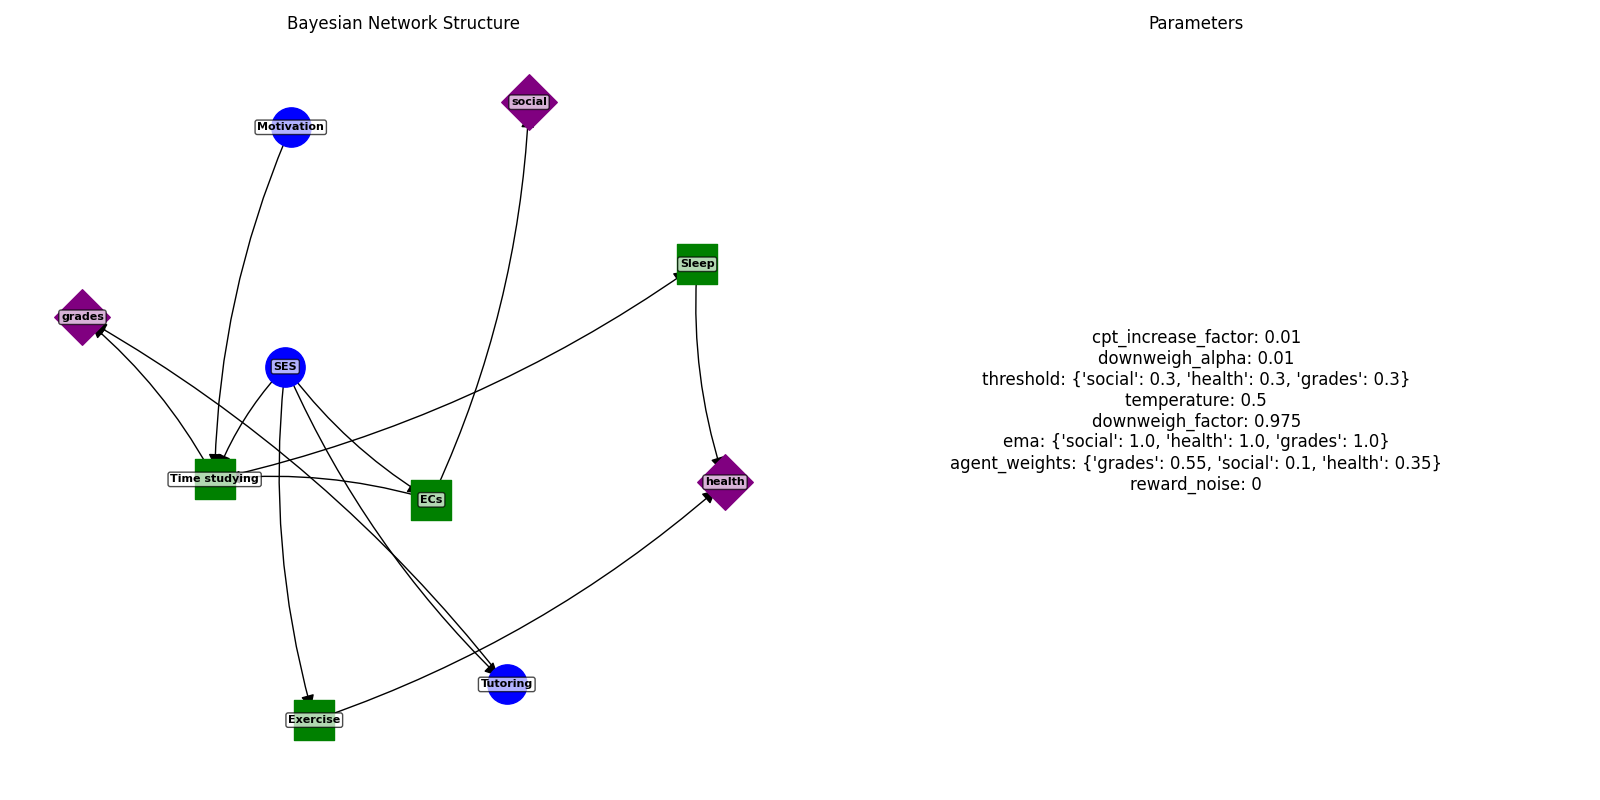 Bayesian Network Structure
Parameters
social
Motivation
Sleep
grades
SES
Time studying
ECs
health
Tutoring
Exercise
cpt_increase_factor: 0.01
downweigh_alpha: 0.01
threshold: {'social': 0.3, 'health': 0.3, 'grades': 0.3}
temperature: 0.5
downweigh_factor: 0.975
ema: {'social': 1.0, 'health': 1.0, 'grades': 1.0}
agent_weights: {'grades': 0.55, 'social': 0.1, 'health': 0.35}
reward_noise: 0